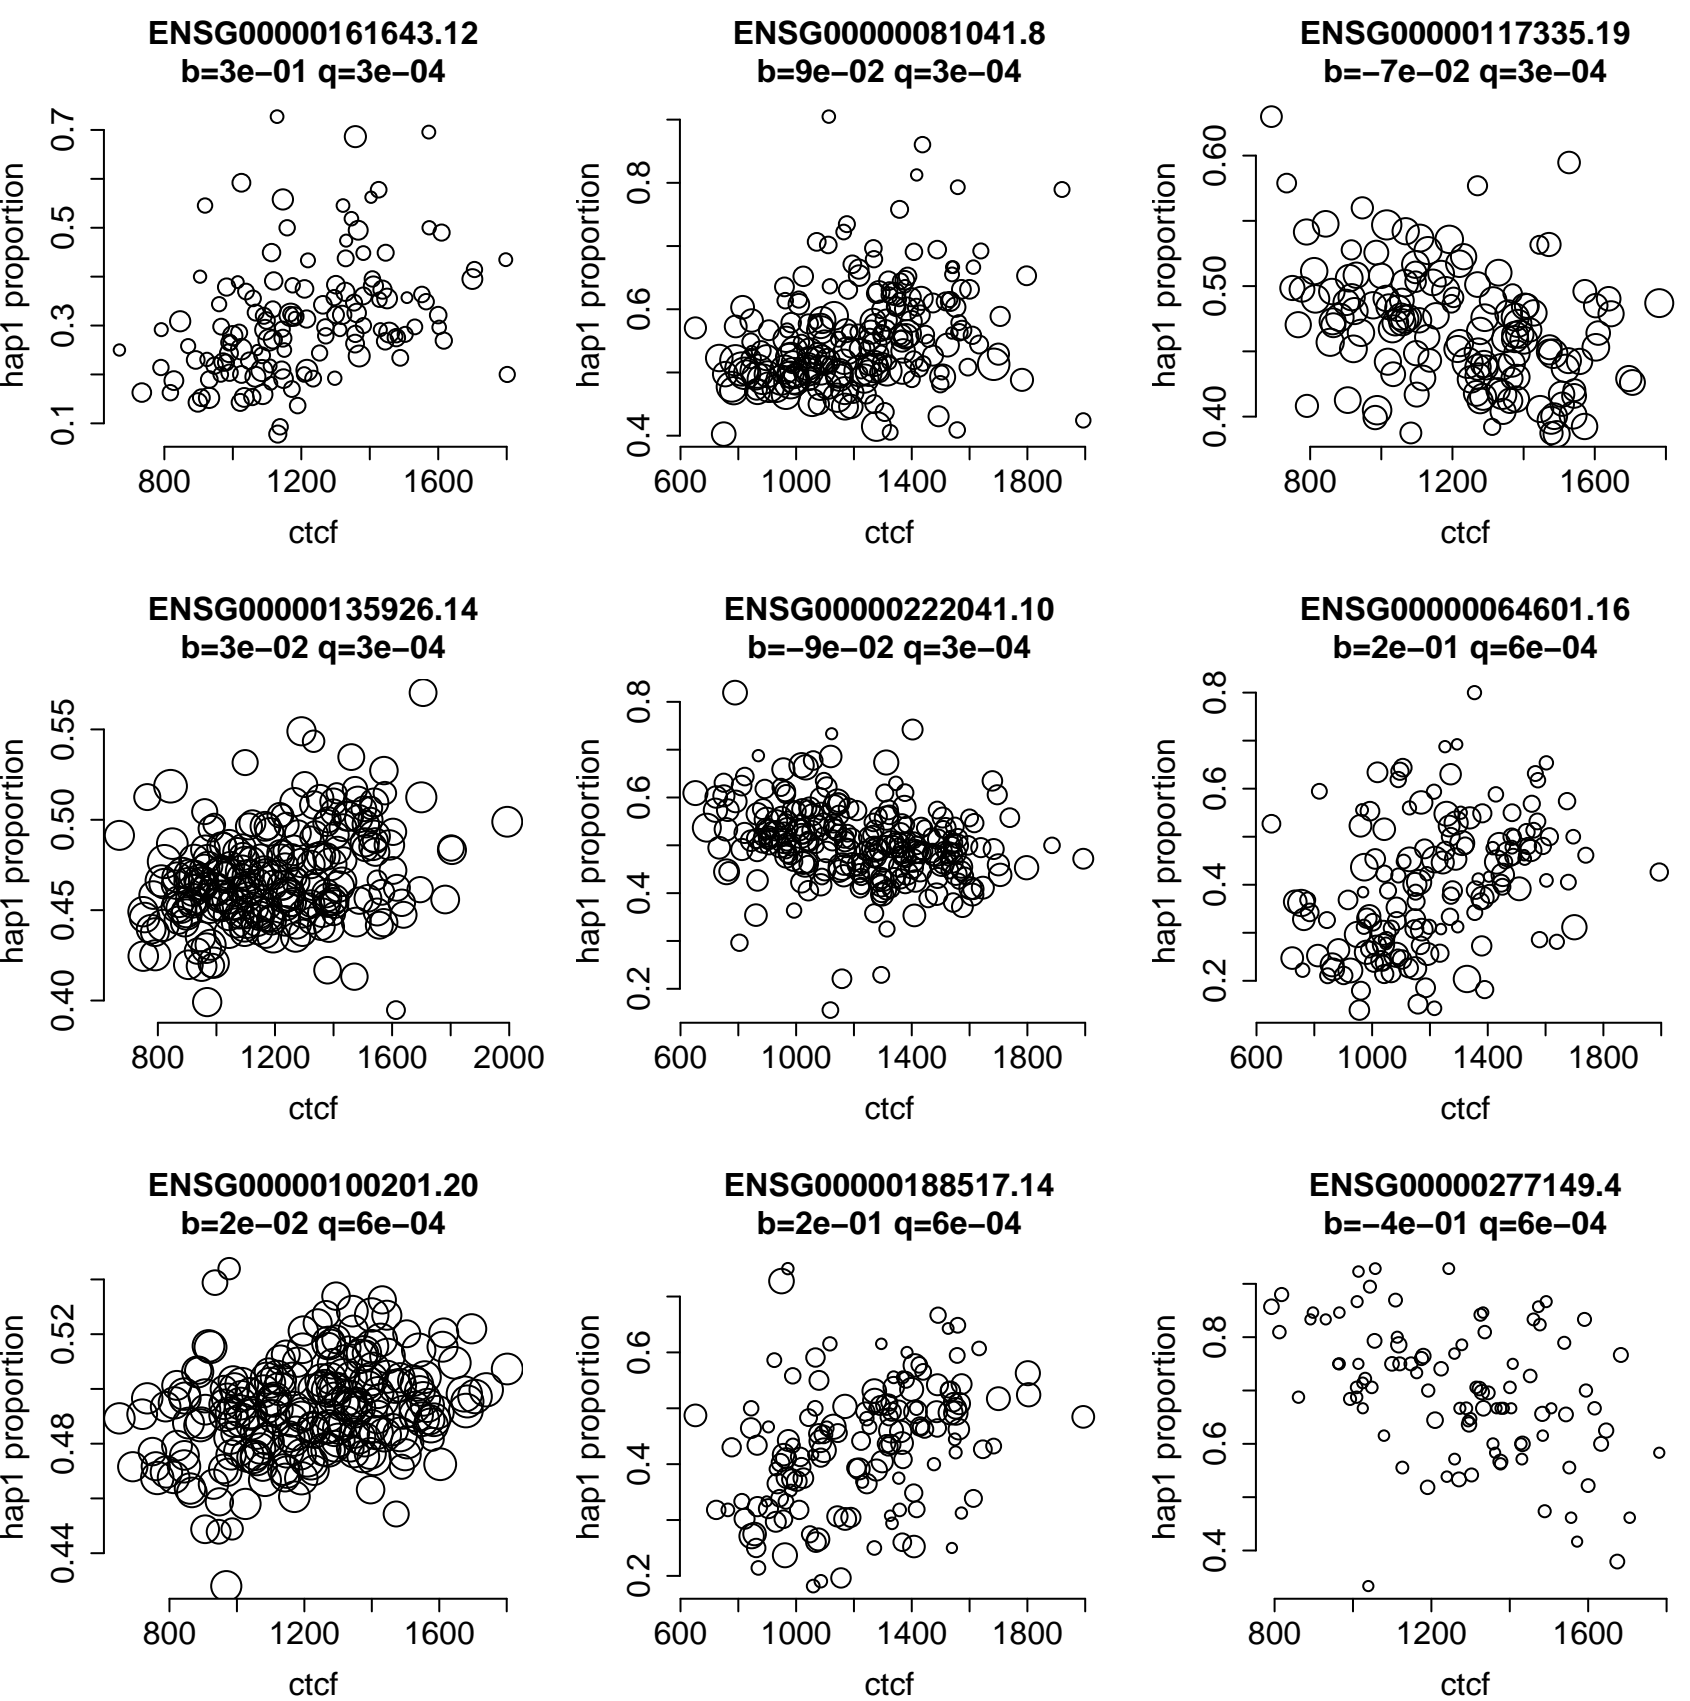 ENSG00000161643.12
b=3e−01 q=3e−04
hap1 proportion
0.1 0.3 0.5 0.7
800 1200 1600
ctcf
ENSG00000081041.8
b=9e−02 q=3e−04
hap1 proportion
0.4 0.6 0.8
600 1000 1400 1800
ctcf
ENSG00000117335.19
b=−7e−02 q=3e−04
hap1 proportion
0.40 0.50 0.60
800 1200 1600
ctcf
ENSG00000135926.14
b=3e−02 q=3e−04
hap1 proportion
0.40 0.45 0.50 0.55
800 1200 1600 2000
ctcf
ENSG00000222041.10
b=−9e−02 q=3e−04
hap1 proportion
0.2 0.4 0.6 0.8
600 1000 1400 1800
ctcf
ENSG00000064601.16
b=2e−01 q=6e−04
hap1 proportion
0.2 0.4 0.6 0.8
600 1000 1400 1800
ctcf
ENSG00000100201.20
b=2e−02 q=6e−04
hap1 proportion
0.44 0.48 0.52
800 1200 1600
ctcf
ENSG00000188517.14
b=2e−01 q=6e−04
hap1 proportion
0.2 0.4 0.6
600 1000 1400 1800
ctcf
ENSG00000277149.4
b=−4e−01 q=6e−04
hap1 proportion
0.4 0.6 0.8
800 1200 1600
ctcf